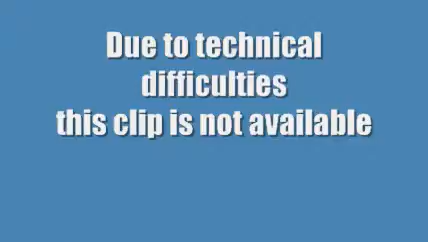 Due to technical
difficulties
this clip is not available